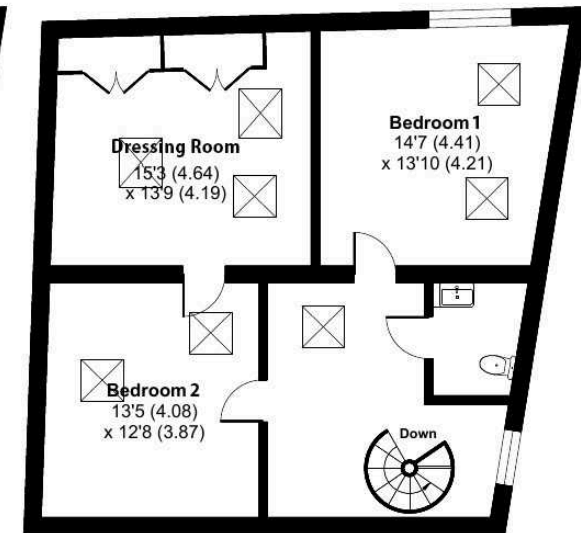 Dressing Room
15'3 (4.64)
x 13'9 (4.19)
Bedroom 1
14'7 (4.41)
x 13'10 (4.21)
Bedroom 2
13'5 (4.08)
x 12'8 (3.87)
Down